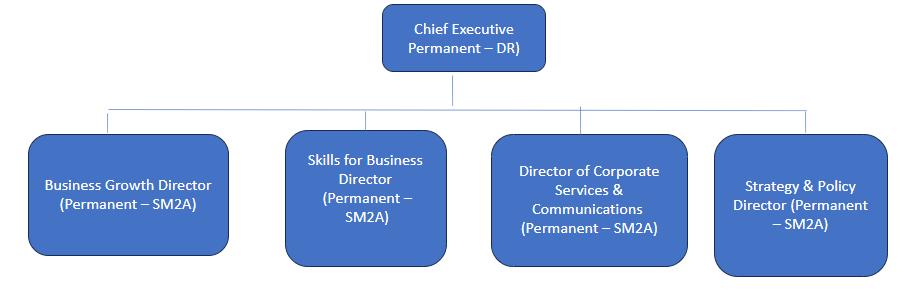 Chief Executive
Permanent – DR)
Business Growth Director
(Permanent – SM2A)
Skills for Business
Director
(Permanent –
SM2A)
Director of Corporate
Services &
Communications
(Permanent – SM2A)
Strategy & Policy
Director (Permanent
– SM2A)